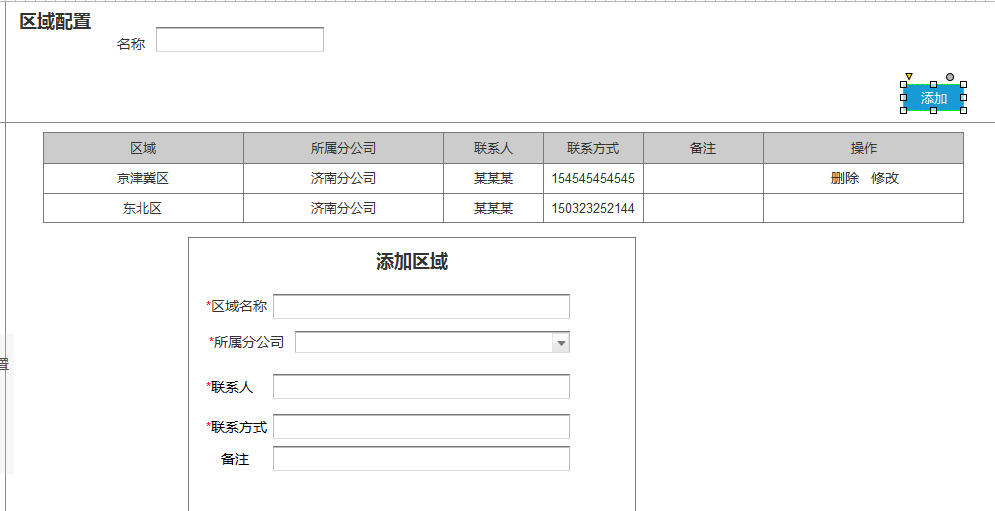 区域配置
名称
添加
区域 所属分公司 联系人 联系方式 备注 操作
京津冀区 济南分公司 某某某 154545454545 删除 修改
东北区 济南分公司 某某某 150323252144
添加区域
*区域名称
*所属分公司
置
*联系人
*联系方式
备注